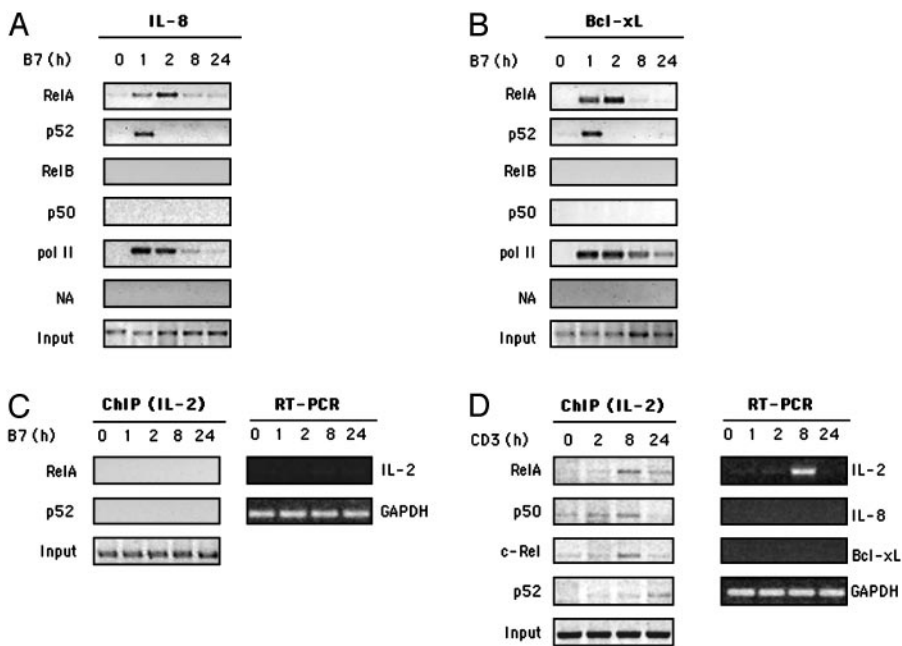 A
IL-8
B7 (h) 0 1 2 8 24
RelA
p52
RelB
p50
pol II
NA
Input
B
Bcl-xL
B7 (h) 0 1 2 8 24
RelA
p52
RelB
p50
pol II
NA
Input
C
ChIP (IL-2) RT-PCR
B7 (h) 0 1 2 8 24 0 1 2 8 24
RelA IL-2
p52 GAPDH
Input
D
ChIP (IL-2) RT-PCR
CD3 (h) 0 2 8 24 0 2 8 24
RelA IL-2
p50 IL-8
c-Rel Bcl-xL
p52 GAPDH
Input